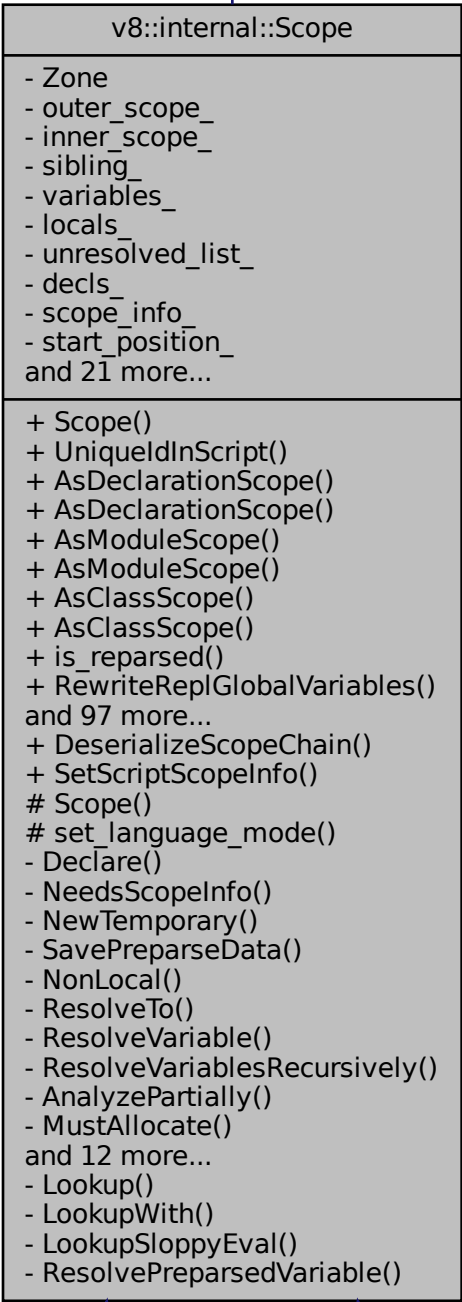 v8::internal::Scope
- Zone
- outer_scope_
- inner_scope_
- sibling_
- variables_
- locals_
- unresolved_list_
- decls_
- scope_info_
- start_position_
and 21 more...
+ Scope()
+ UniqueIdInScript()
+ AsDeclarationScope()
+ AsDeclarationScope()
+ AsModuleScope()
+ AsModuleScope()
+ AsClassScope()
+ AsClassScope()
+ is_reparsed()
+ RewriteReplGlobalVariables()
and 97 more...
+ DeserializeScopeChain()
+ SetScriptScopeInfo()
# Scope()
# set_language_mode()
- Declare()
- NeedsScopeInfo()
- NewTemporary()
- SavePreparseData()
- NonLocal()
- ResolveTo()
- ResolveVariable()
- ResolveVariablesRecursively()
- AnalyzePartially()
- MustAllocate()
and 12 more...
- Lookup()
- LookupWith()
- LookupSloppyEval()
- ResolvePreparsedVariable()